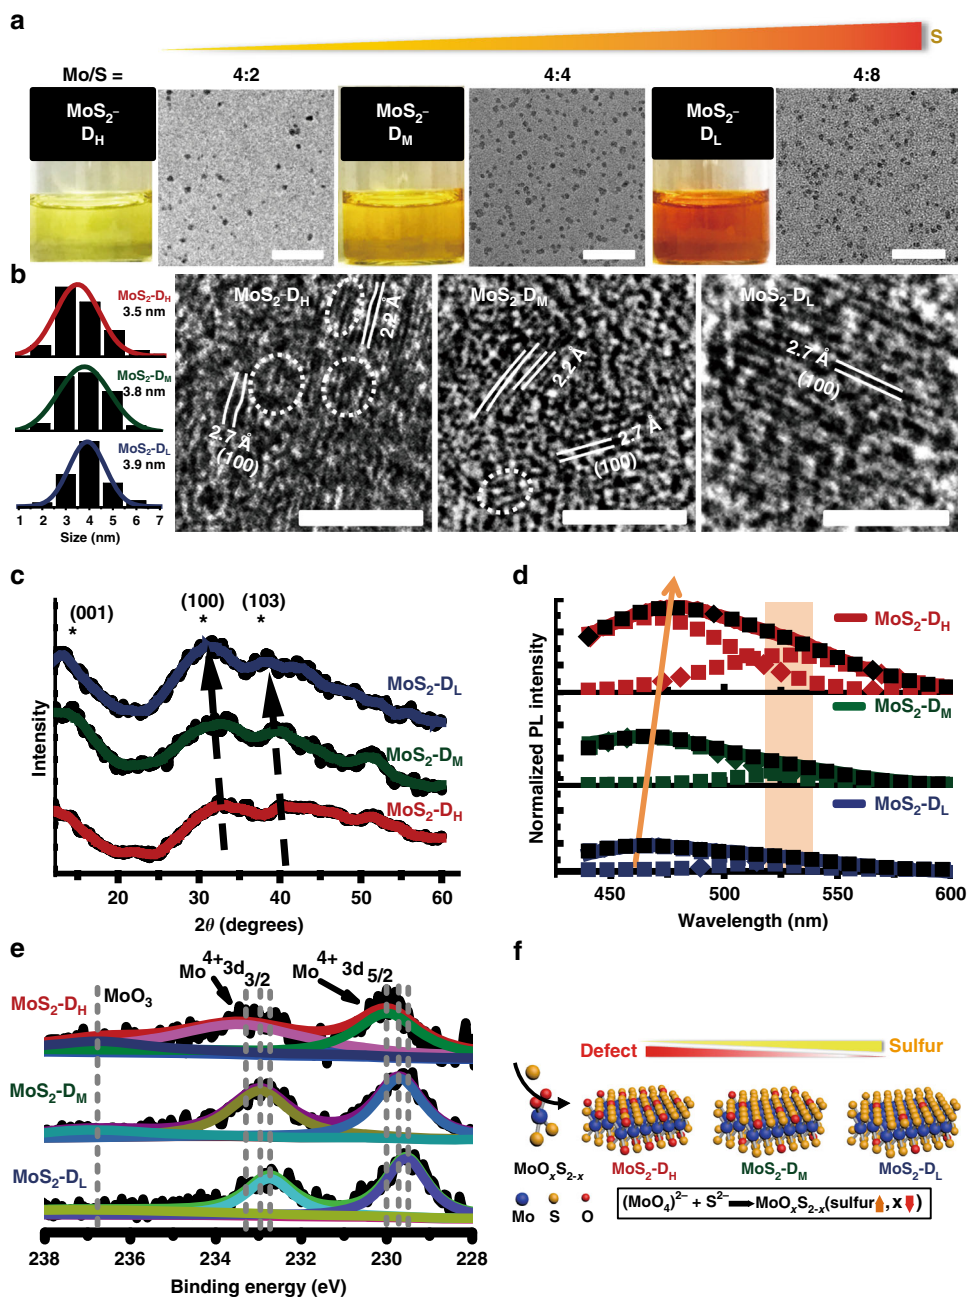 a
S
Mo/S = 4:2 4:4 4:8
MoS2- DH
MoS2- DM
MoS2- DL
b
MoS2-DH
3.5 nm
MoS2-DM
3.8 nm
MoS2-DL
3.9 nm
1 2 3 4 5 6 7
Size (nm)
MoS2-DH
2.2 Å
2.7 Å
(100)
MoS2-DM
2.2 Å
2.7 Å
(100)
MoS2-DL
2.7 Å
(100)
c
(001)
*
(100)
*
(103)
*
MoS2-DL
MoS2-DM
MoS2-DH
Intensity
20 30 40 50 60
2θ (degrees)
d
MoS2-DH
MoS2-DM
MoS2-DL
Normalized PL intensity
450 500 550 600
Wavelength (nm)
e
Mo4+ 3d3/2
Mo4+ 3d5/2
MoS2-DH
MoO3
MoS2-DM
MoS2-DL
238 236 234 232 230 228
Binding energy (eV)
f
Defect Sulfur
MoOxS2-x MoS2-DH MoS2-DM MoS2-DL
Mo S O
(MoO4)2− + S2− MoOxS2-x(sulfur , x )